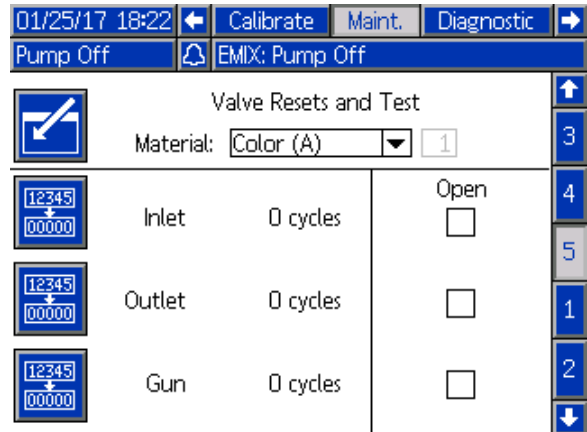 01/25/17 18:22 Calibrate Maint. Diagnostic
Pump Off EMIX: Pump Off
Valve Resets and Test
Material: Color (A) 1
3
12345
00000
Inlet 0 cycles
Open
4
5
12345
00000
Outlet 0 cycles
1
12345
00000
Gun 0 cycles
2